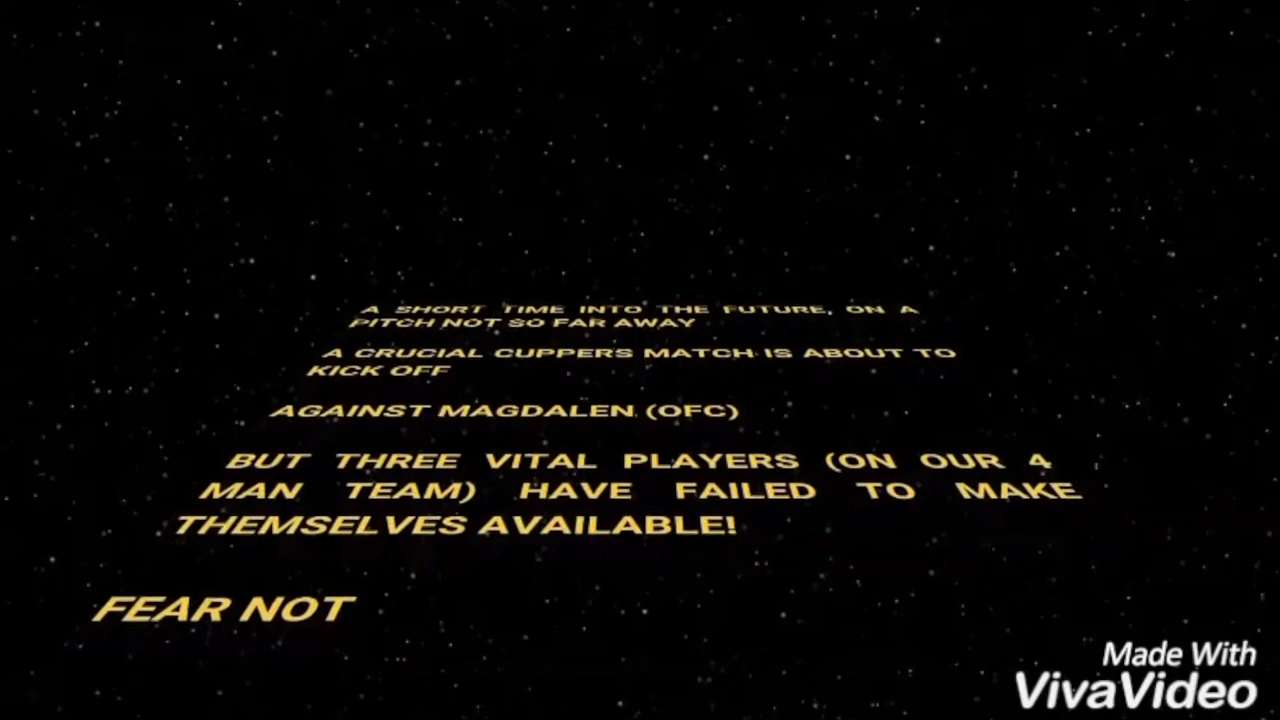 A SHORT TIME INTO THE FUTURE, ON A
PITCH NOT SO FAR AWAY
A CRUCIAL CUPPERS MATCH IS ABOUT TO
KICK OFF
AGAINST MAGDALEN (OFC)
BUT THREE VITAL PLAYERS (ON OUR 4
MAN TEAM) HAVE FAILED TO MAKE
THEMSELVES AVAILABLE!
FEAR NOT
Made With
VivaVideo